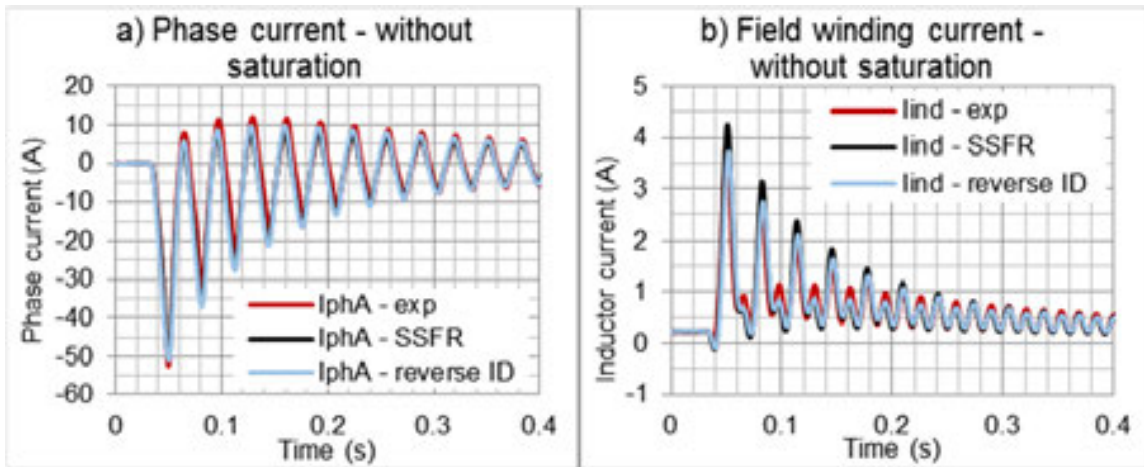 a) Phase current - without
saturation
20
10
0
-10
-20
-30
-40
-50
-60
Phase current (A)
IphA - exp
IphA - SSFR
IphA - reverse ID
0
0.1
0.2
0.3
0.4
Time (s)
b) Field winding current -
without saturation
5
4
3
2
1
0
-1
Inductor current (A)
Iind - exp
Iind - SSFR
Iind - reverse ID
0
0.1
0.2
0.3
0.4
Time (s)